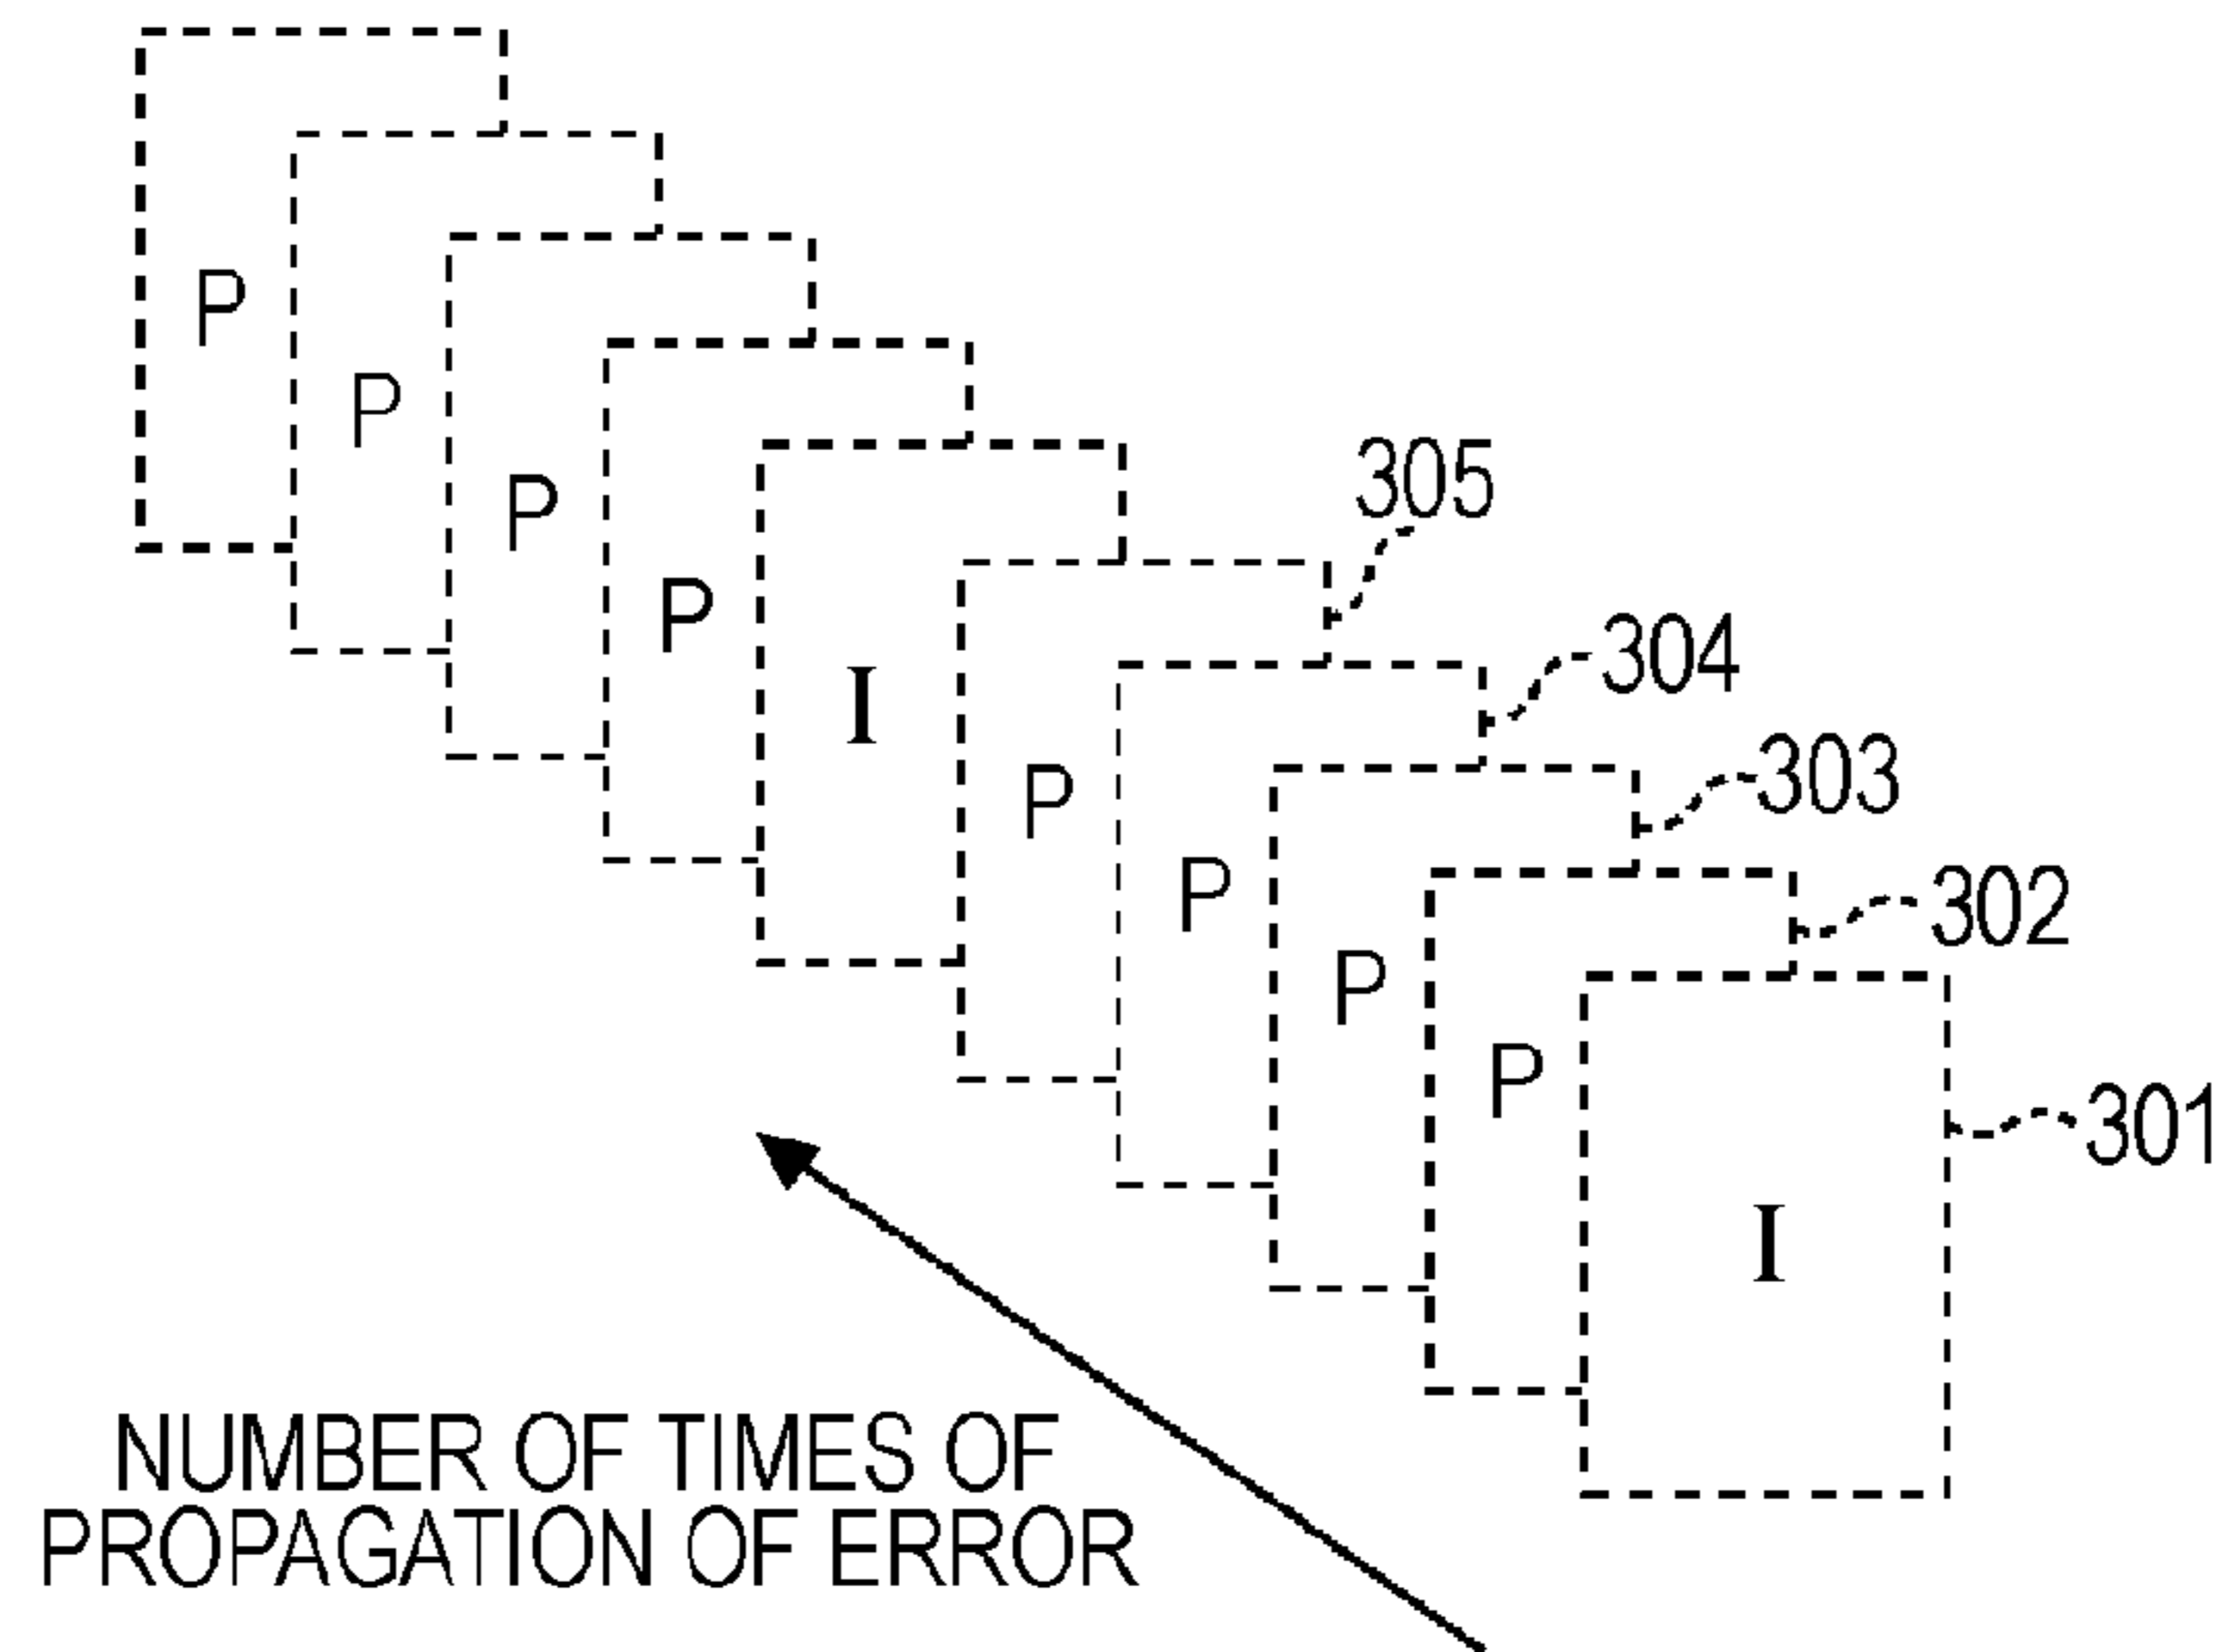 P
P
P
P
I
305
304
303
302
301
P
P
P
P
I
NUMBER OF TIMES OF
PROPAGATION OF ERROR